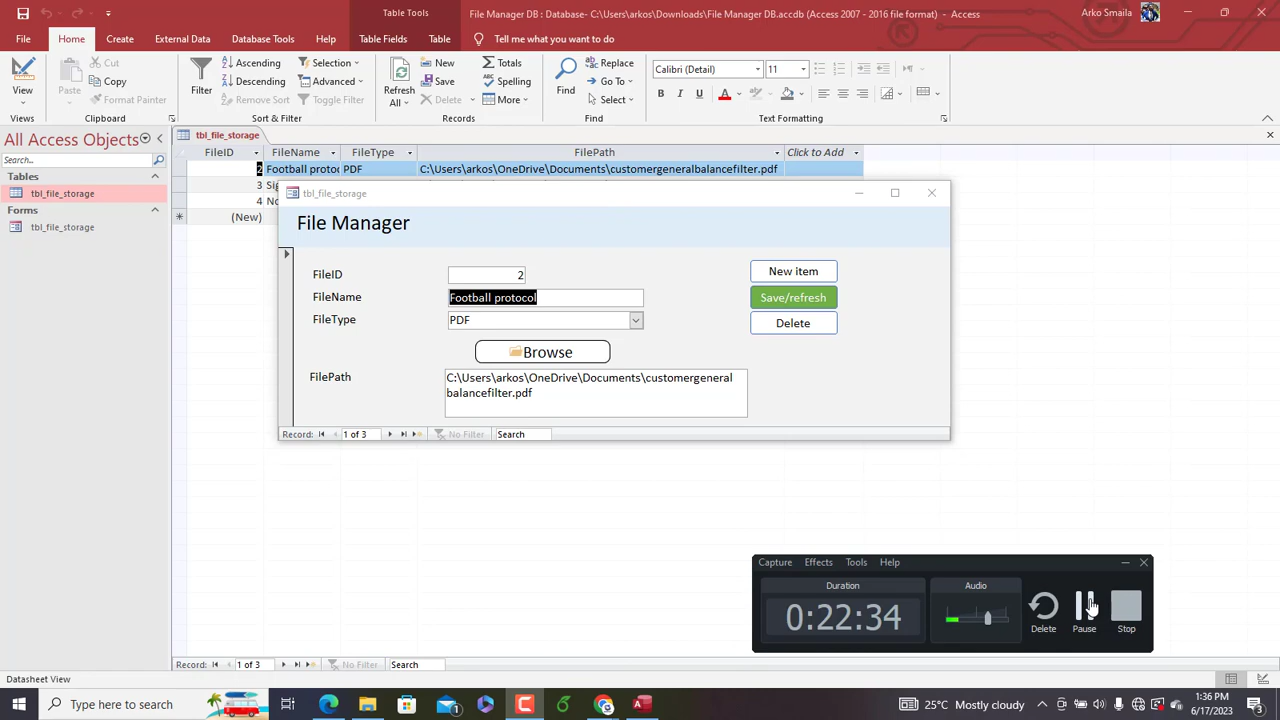 Table Tools
File Manager DB : Database- C:\Users\arkos\Downloads\File Manager DB.accdb (Access 2007 - 2016 file format) - Access
Arko Smaila
File Home Create External Data Database Tools Help Table Fields Table Tell me what you want to do
View
Views
Paste
Cut
Copy
Format Painter
Clipboard
Filter
Ascending
Descending
Remove Sort
Selection
Advanced
Toggle Filter
Sort & Filter
Refresh
All
New
Save
Delete
Totals
Spelling
More
Records
Find
Replace
Go To
Select
Find
Calibri (Detail) 11
B I U A
Text Formatting
All Access Objects
Search...
Tables
tbl_file_storage
Forms
tbl_file_storage
tbl_file_storage
FileID FileName FileType FilePath Click to Add
2 Football protoc PDF C:\Users\arkos\OneDrive\Documents\customergeneralbalancefilter.pdf
3 Si
4 No
(New)
tbl_file_storage
File Manager
FileID 2
FileName Football protocol
FileType PDF
Browse
FilePath C:\Users\arkos\OneDrive\Documents\customergeneral
balancefilter.pdf
New item
Save/refresh
Delete
Record: 1 of 3 No Filter Search
Capture Effects Tools Help
Duration
0:22:34
Audio
Delete
Pause
Stop
Record: 1 of 3 No Filter Search
Datasheet View
Type here to search
1
25°C Mostly cloudy
1:36 PM
6/17/2023
3